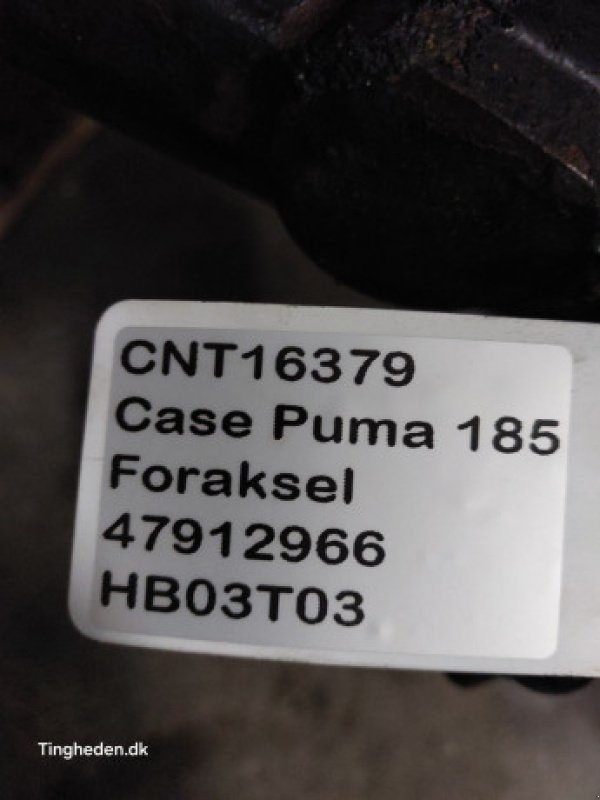 CNT16379
Case Puma 185
Foraksel
47912966
HB03T03
Tingheden.dk